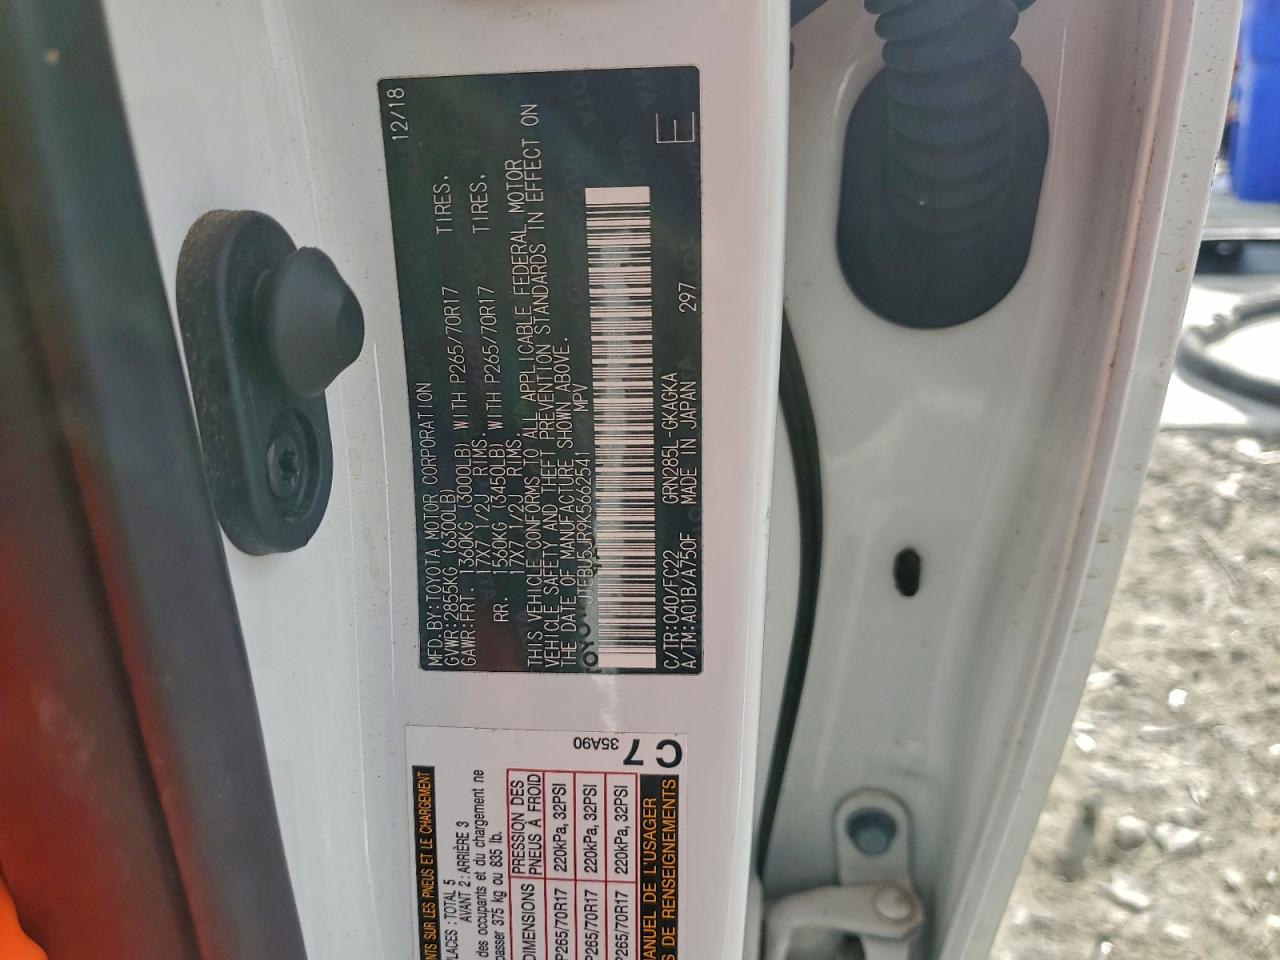 MFD.BY:TOYOTA MOTOR CORPORATION 12/18
GVWR:2855KG (6300LB)
GAWR:FRT. 1360KG (3000LB) WITH P265/70R17 TIRES.
17X7 1/2J RIMS.
RR. 1560KG (3450LB) WITH P265/70R17 TIRES.
17X7 1/2J RIMS.
THIS VEHICLE CONFORMS TO ALL APPLICABLE FEDERAL MOTOR
VEHICLE SAFETY AND THEFT PREVENTION STANDARDS IN EFFECT ON
THE DATE OF MANUFACTURE SHOWN ABOVE.
JTEBU5JR9K5662541 MPV
C/TR:040/FC22 GRN285L-GKAGKA 297 E
A/TM:A01B/A750F MADE IN JAPAN
SUR LES PNEUS ET LE CHARGEMENT
TOTAL 5
AVANT 2 : ARRIÈRE 3
des occupants et du chargement ne
375 kg ou 835 lb.
DIMENSIONS PRESSION DES PNEUS À FROID
P265/70R17 220kPa, 32PSI
P265/70R17 220kPa, 32PSI
P265/70R17 220kPa, 32PSI
DE L'USAGER
DE RENSEIGNEMENTS
35A90
C7